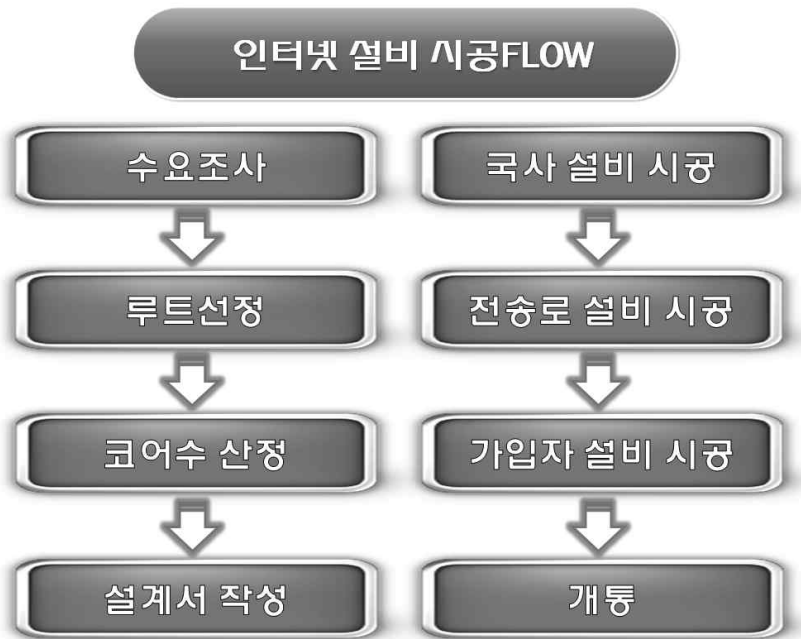 인터넷 설비 시공FLOW
수요조사
루트선정
코어수 산정
설계서 작성
국사 설비 시공
전송로 설비 시공
가입자 설비 시공
개통